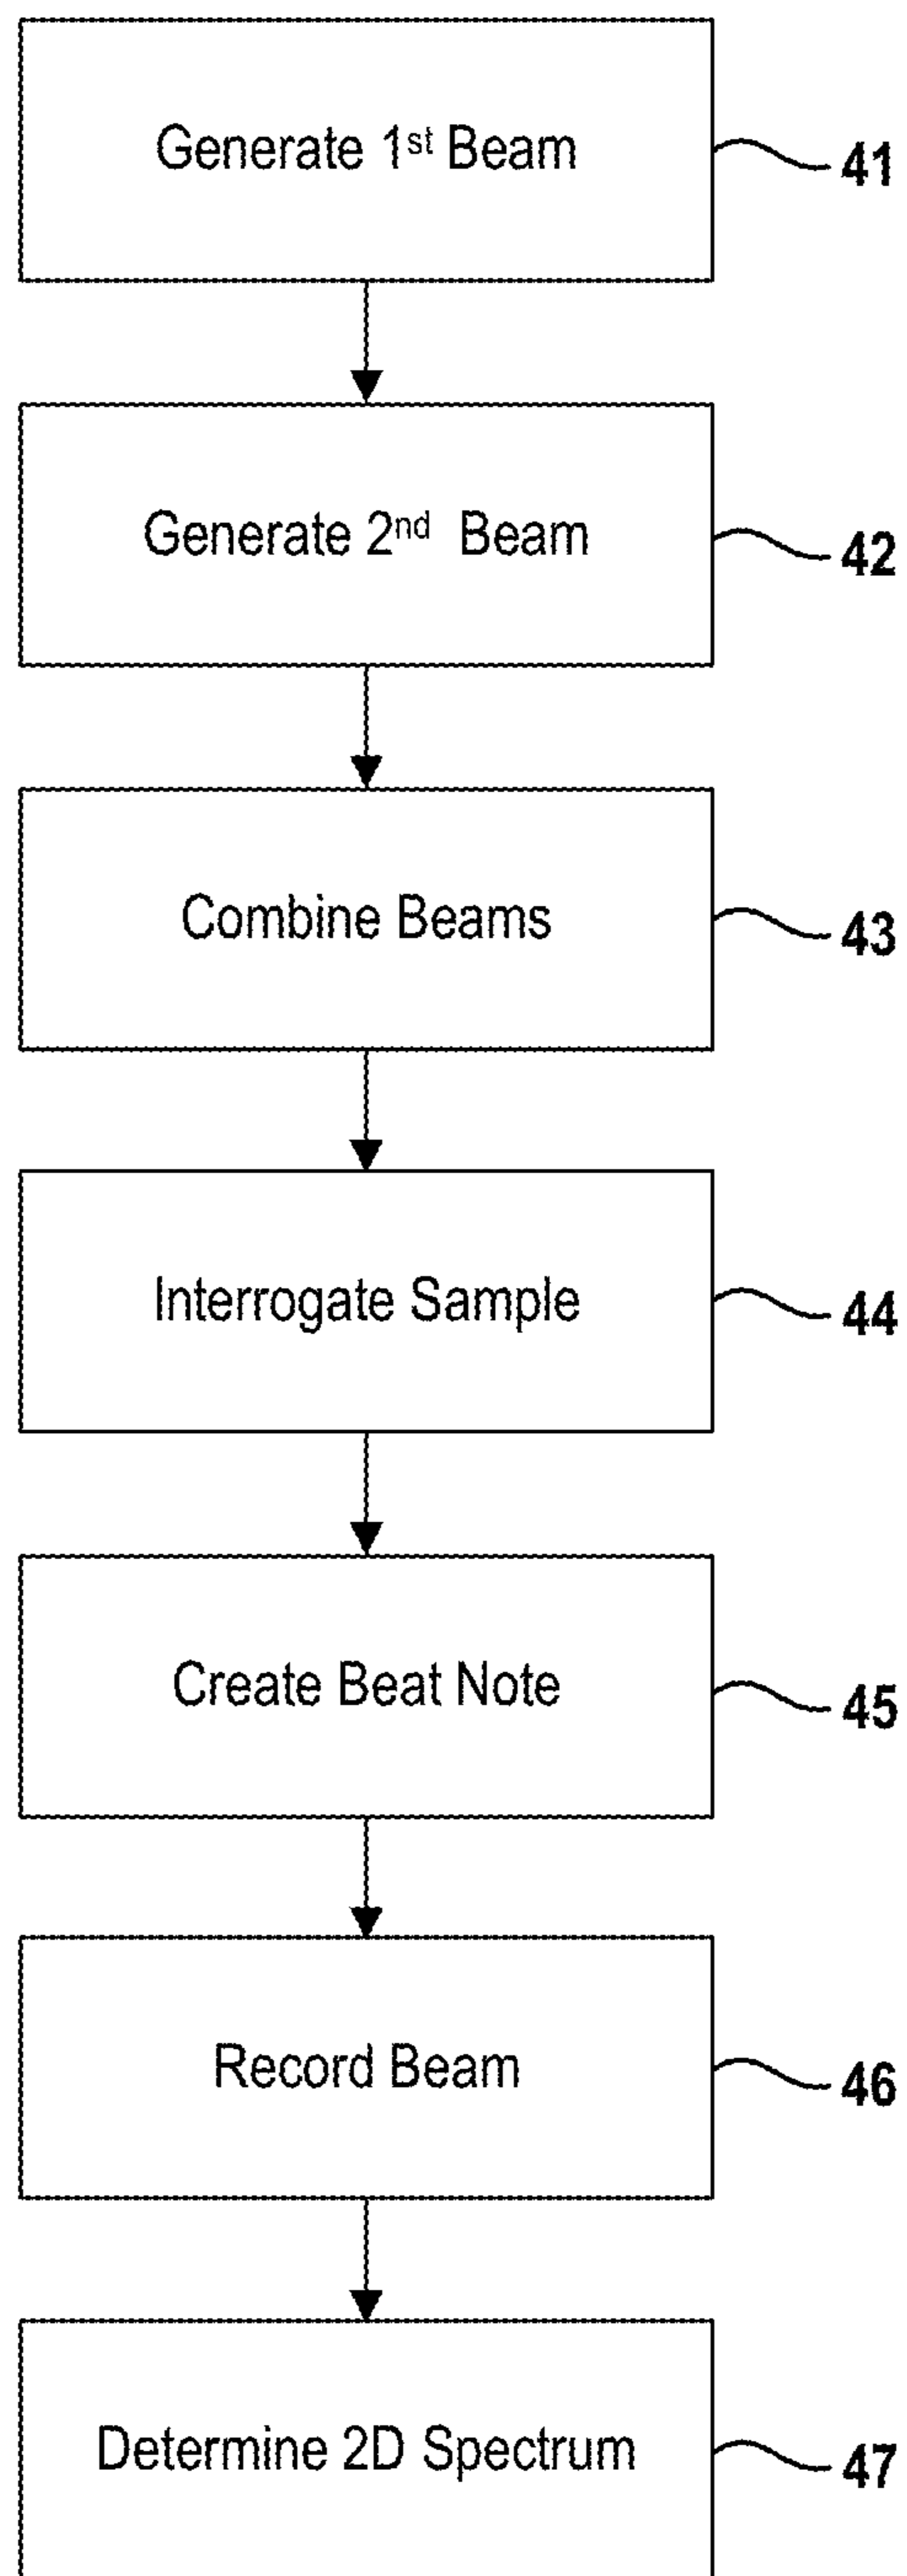 Generate 1st Beam
41
Generate 2nd Beam
42
Combine Beams
43
Interrogate Sample
44
Create Beat Note
45
Record Beam
46
Determine 2D Spectrum
47